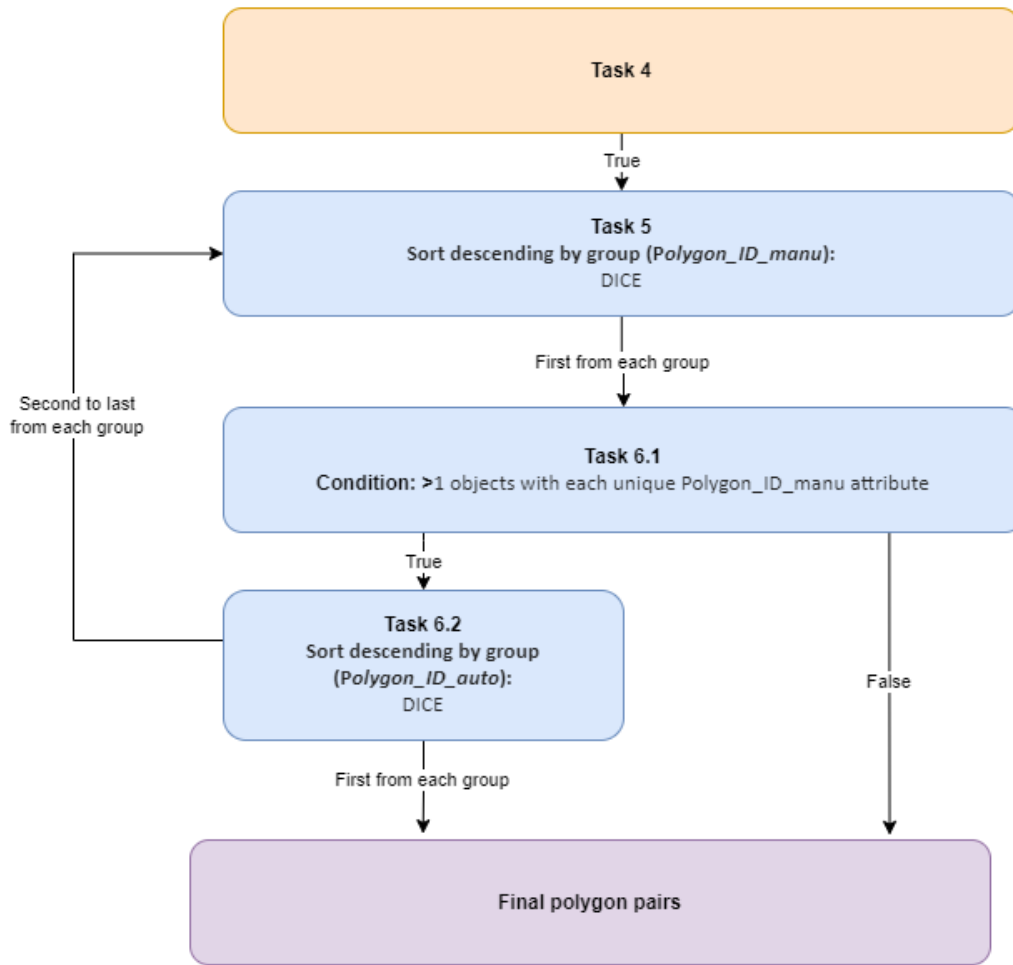 Task 4
True
Task 5
Sort descending by group (Polygon_ID_manu):
DICE
First from each group
Second to last
from each group
Task 6.1
Condition: >1 objects with each unique Polygon_ID_manu attribute
True
Task 6.2
Sort descending by group
(Polygon_ID_auto):
DICE
False
First from each group
Final polygon pairs